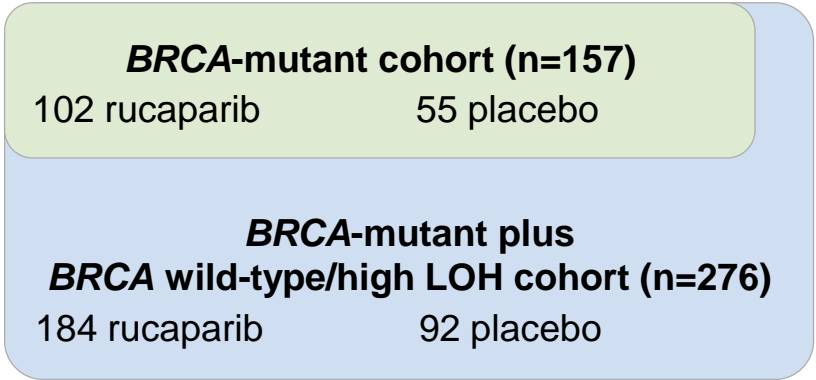 BRCA-mutant cohort (n=157)
102 rucaparib 55 placebo
BRCA-mutant plus
BRCA wild-type/high LOH cohort (n=276)
184 rucaparib 92 placebo